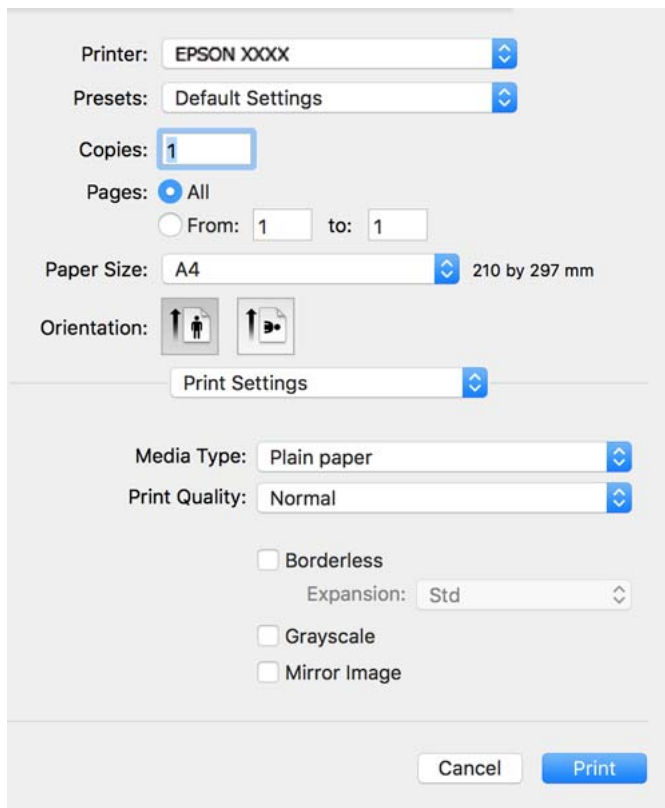 Printer: EPSON XXXX
Presets: Default Settings
Copies: 1
Pages: All
From: 1 to: 1
Paper Size: A4 210 by 297 mm
Orientation:
Print Settings
Media Type: Plain paper
Print Quality: Normal
Borderless
Expansion: Std
Grayscale
Mirror Image
Cancel Print